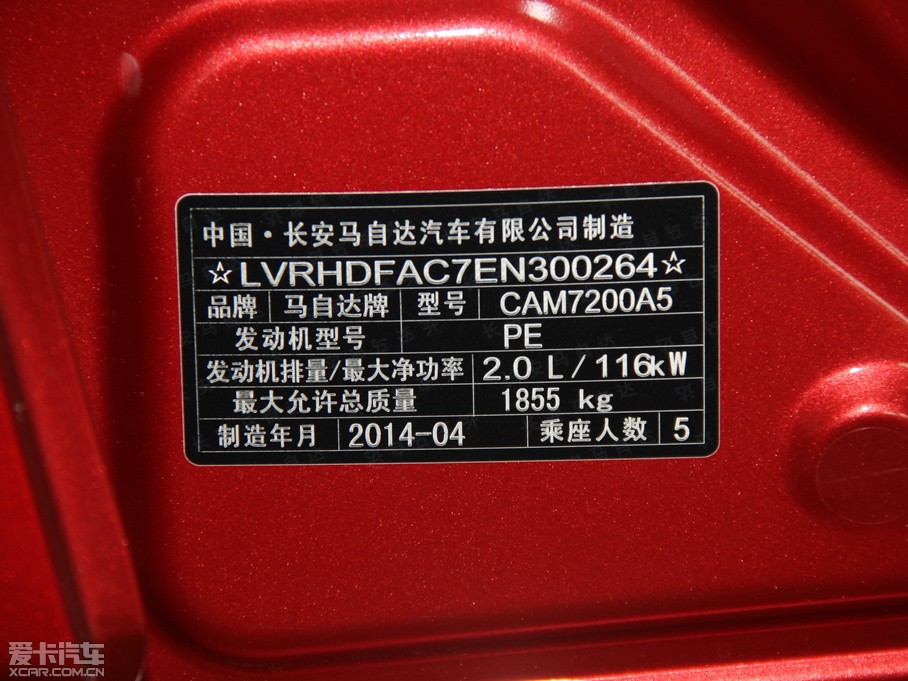 中国·长安马自达汽车有限公司制造
☆LVRHDFAC7EN300264☆
品牌 马自达牌 型号 CAM7200A5
发动机型号 PE
发动机排量/最大净功率 2.0 L/116kW
最大允许总质量 1855 kg
制造年月 2014-04 乘座人数 5
爱卡汽车
XCAR.COM.CN